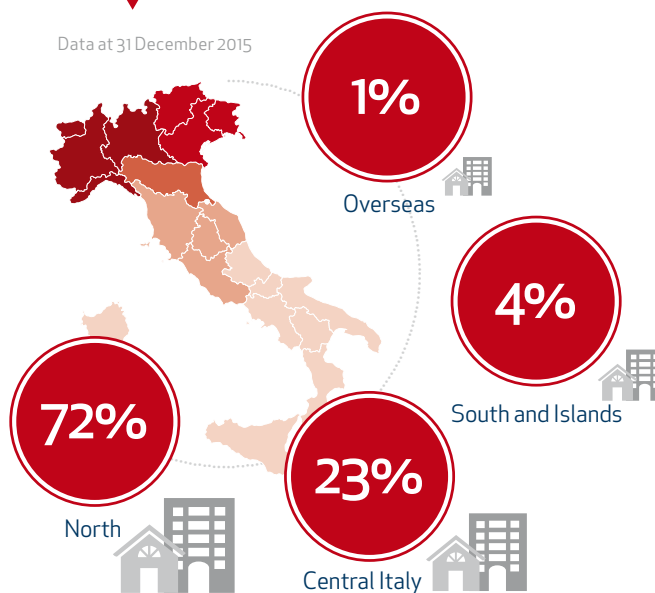 Data at 31 December 2015
1%
Overseas
4%
South and Islands
72%
North
23%
Central Italy